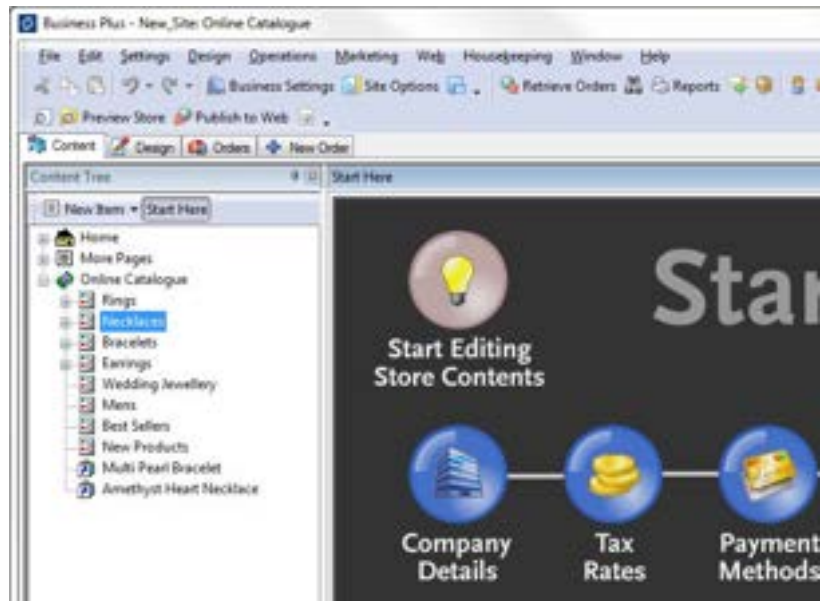 Business Plus - New_Site: Online Catalogue
File Edit Settings Design Operations Marketing Web Housekeeping Window Help
Business Settings Site Options Retrieve Orders Reports
Preview Store Publish to Web
Content Design Orders New Order
Content Tree
Start Here
New Item Start Here
Home
More Pages
Online Catalogue
Rings
Necklaces
Bracelets
Earrings
Wedding Jewellery
Mens
Best Sellers
New Products
Multi Pearl Bracelet
Amethyst Heart Necklace
Star
Start Editing
Store Contents
Company
Details
Tax
Rates
Payment
Methods